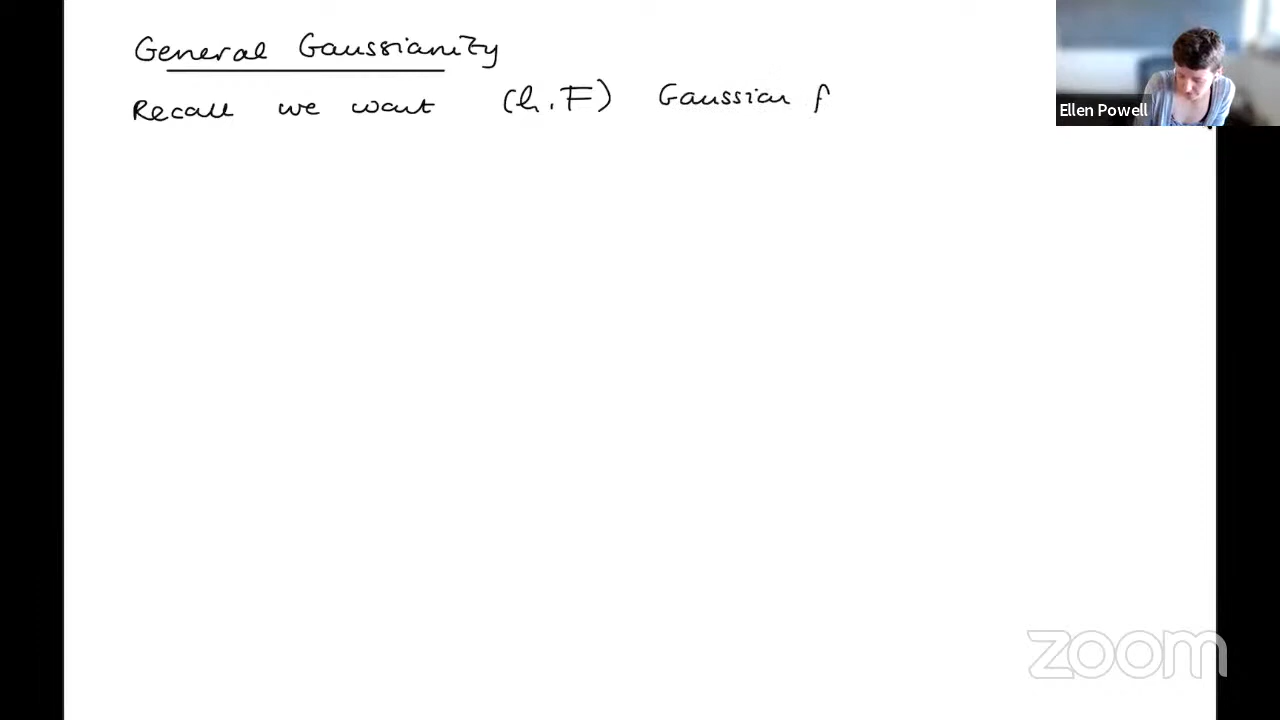 General Gaussianity
Recall we want (h,F) Gaussian f
Ellen Powell
zoom